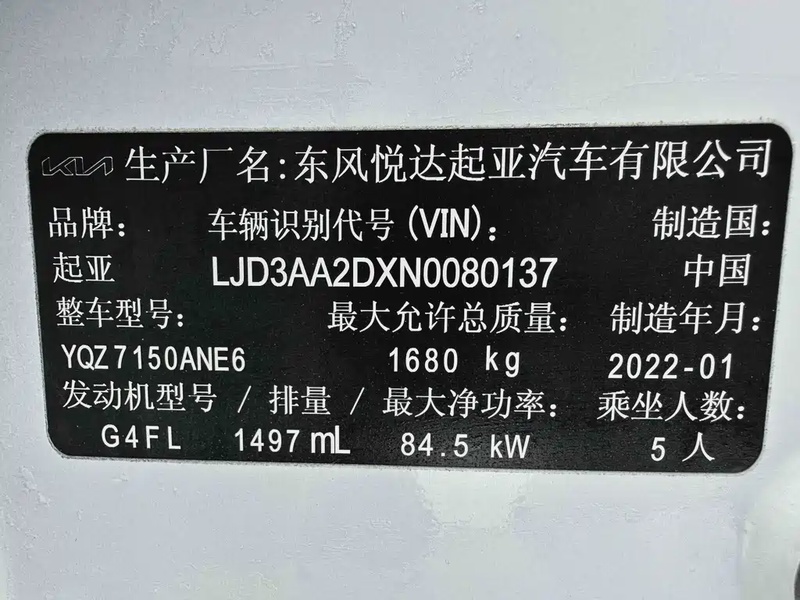 KIA 生产厂名:东风悦达起亚汽车有限公司
品牌: 车辆识别代号(VIN): 制造国:
起亚 LJD3AA2DXN0080137 中国
整车型号: 最大允许总质量: 制造年月:
YQZ7150ANE6 1680 kg 2022-01
发动机型号 / 排量 / 最大净功率: 乘坐人数:
G4FL 1497mL 84.5 kW 5 人